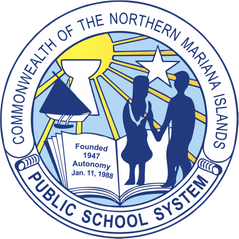 COMMONWEALTH OF THE NORTHERN MARIANA ISLANDS
Founded
1947
Autonomy
Jan. 11, 1988
PUBLIC SCHOOL SYSTEM